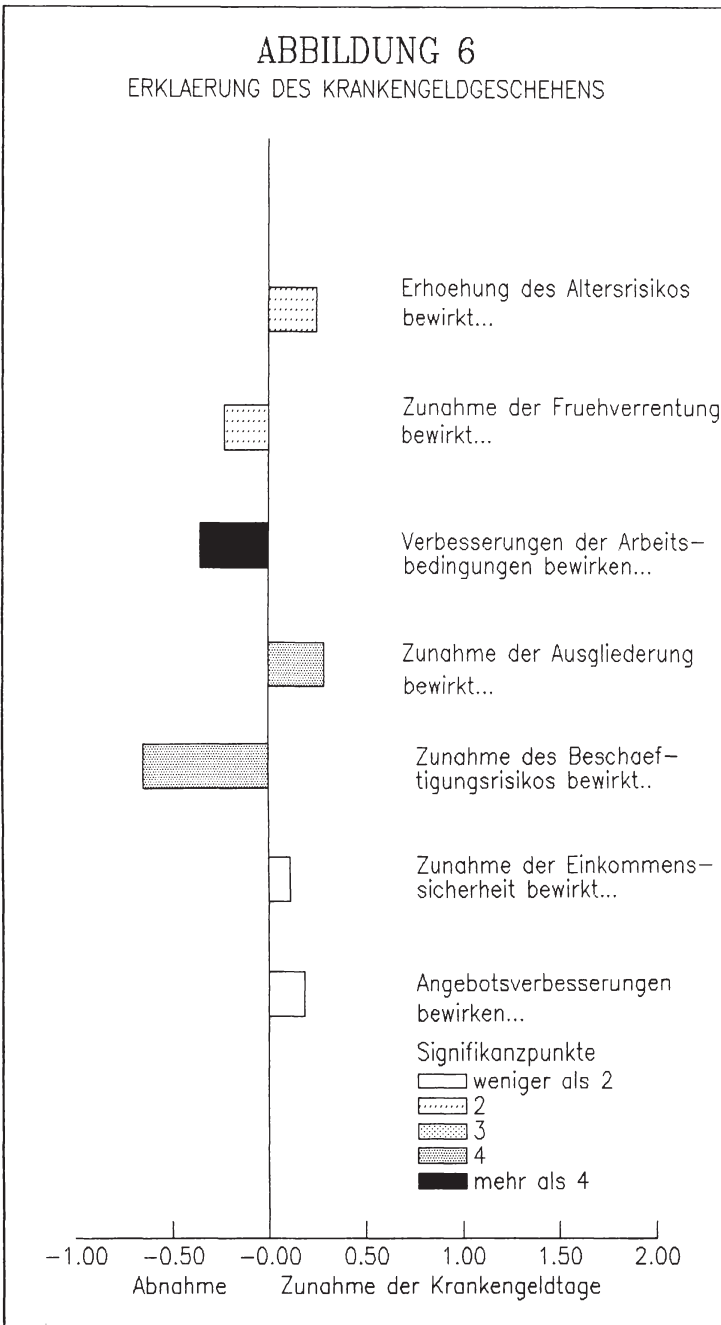 ABBILDUNG 6
ERKLAERUNG DES KRANKENGELDGESCHEHENS
Erhoehung des Altersrisikos
bewirkt...
Zunahme der Fruehverrentung
bewirkt...
Verbesserungen der Arbeits-
bedingungen bewirken...
Zunahme der Ausgliederung
bewirkt...
Zunahme des Beschaef-
tigungsrisikos bewirkt..
Zunahme der Einkommens-
sicherheit bewirkt...
Angebotsverbesserungen
bewirken...
Signifikanzpunkte
weniger als 2
2
3
4
mehr als 4
-1.00 -0.50 -0.00 0.50 1.00 1.50 2.00
Abnahme Zunahme der Krankengeldtage